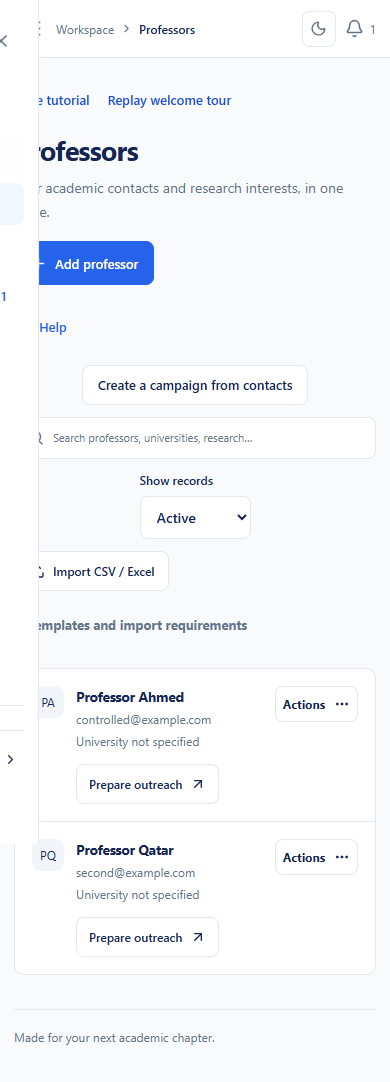 Workspace > Professors
1
e tutorial Replay welcome tour
rofessors
r academic contacts and research interests, in one
e.
Add professor
1
Help
Create a campaign from contacts
Search professors, universities, research...
Show records
Active
Import CSV / Excel
emplates and import requirements
PA
Professor Ahmed
Actions
controlled@example.com
University not specified
Prepare outreach
PQ
Professor Qatar
Actions
second@example.com
University not specified
Prepare outreach
Made for your next academic chapter.